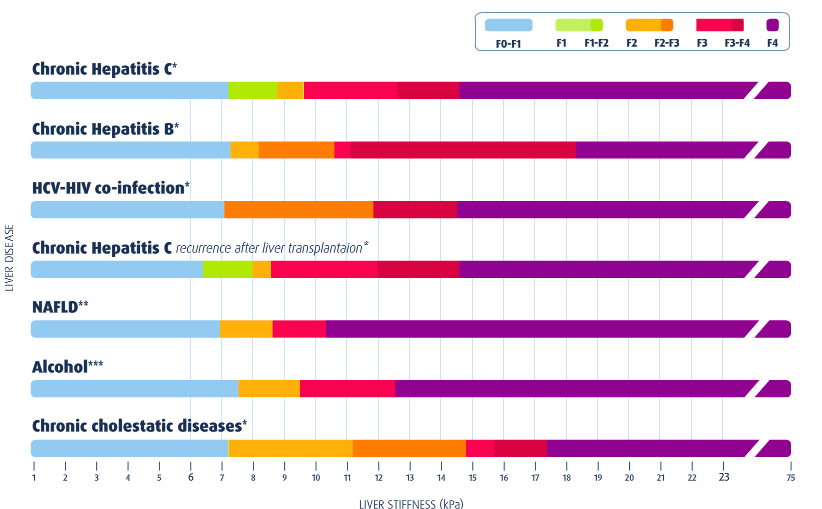 F0-F1 F1 F1-F2 F2 F2-F3 F3 F3-F4 F4
Chronic Hepatitis C*
Chronic Hepatitis B*
HCV-HIV co-infection*
Chronic Hepatitis C recurrence after liver transplantaion*
NAFLD**
Alcohol***
Chronic cholestatic diseases*
LIVER DISEASE
1 2 3 4 5 6 7 8 9 10 11 12 13 14 15 16 17 18 19 20 21 22 23 75
LIVER STIFFNESS (kPa)